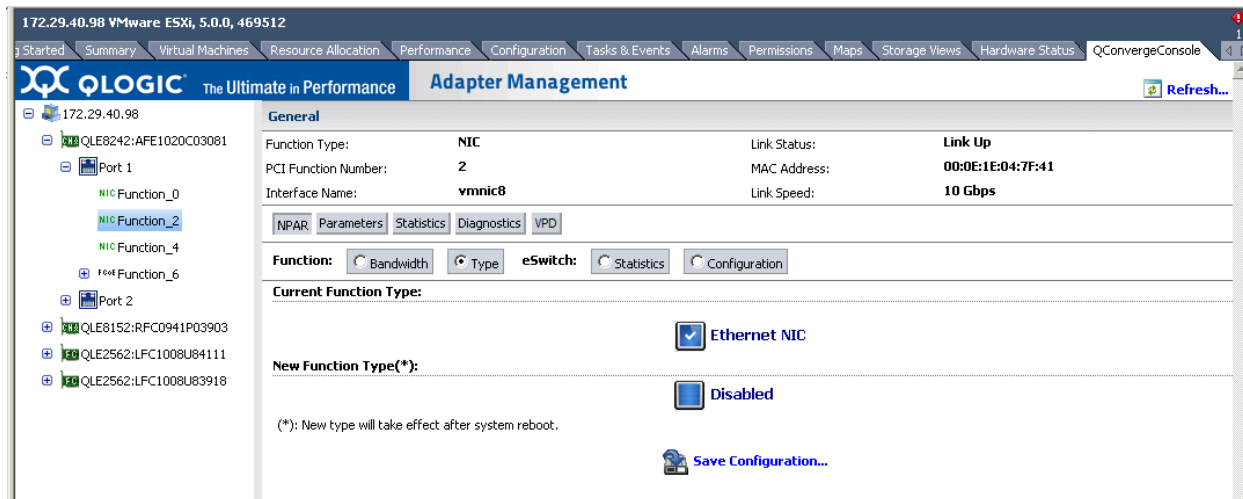 172.29.40.98 VMware ESXi, 5.0.0, 469512
g Started Summary Virtual Machines Resource Allocation Performance Configuration Tasks & Events Alarms Permissions Maps Storage Views Hardware Status QConvergeConsole
QLOGIC The Ultimate in Performance Adapter Management
Refresh...
172.29.40.98
QLE8242:AFE1020C03081
Port 1
NIC Function_0
NIC Function_2
NIC Function_4
FCoE Function_6
Port 2
QLE8152:RFC0941P03903
FC QLE2562:LFC1008U84111
FC QLE2562:LFC1008U83918
General
Function Type: NIC Link Status: Link Up
PCI Function Number: 2 MAC Address: 00:0E:1E:04:7F:41
Interface Name: vmnic8 Link Speed: 10 Gbps
NPAR Parameters Statistics Diagnostics VPD
Function: Bandwidth Type eSwitch: Statistics Configuration
Current Function Type:
Ethernet NIC
New Function Type(*):
Disabled
(*): New type will take effect after system reboot.
Save Configuration...